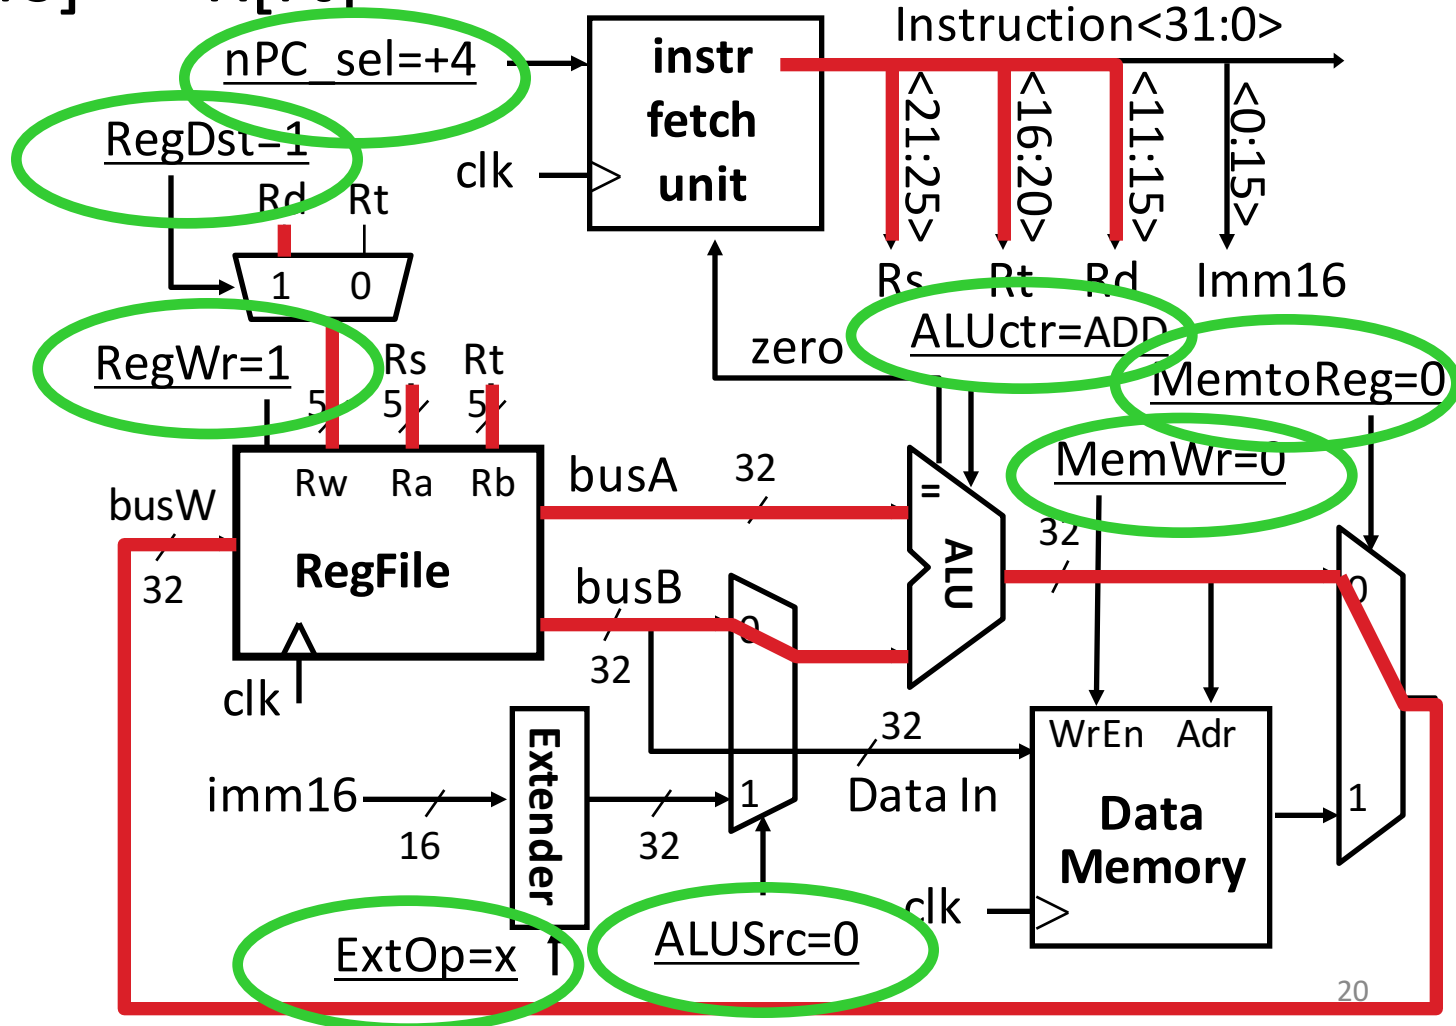 nPC_sel=+4
instr
fetch
unit
Instruction<31:0>
RegDst=1
clk
<21:25>
<16:20>
<11:15>
<0:15>
Rd
Rt
1
0
Rs
Rt
Rd
Imm16
ALUctr=ADD
zero
RegWr=1
Rs
Rt
MemtoReg=0
5
5
5
MemWr=0
Rw
Ra
Rb
busA
32
=
busW
32
RegFile
ALU
32
busB
0
0
32
clk
Extender
32
WrEn
Adr
imm16
1
Data In
1
16
32
Data
Memory
clk
ALUSrc=0
ExtOp=x
20